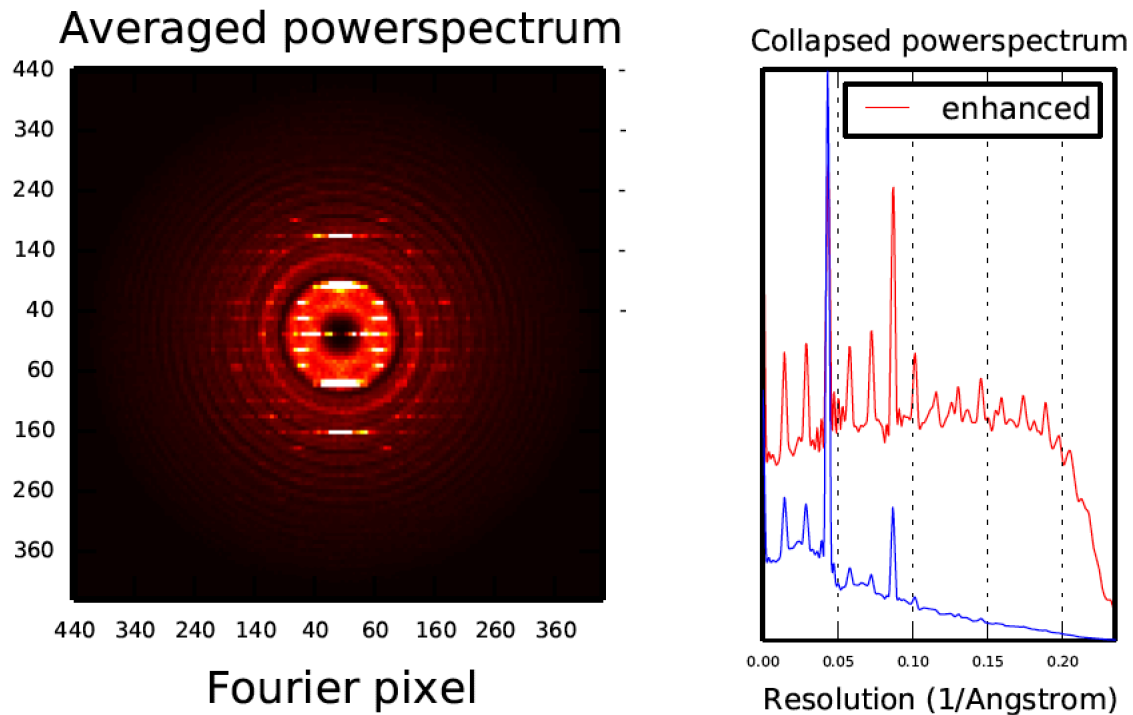 Averaged powerspectrum
440
340
240
140
40
60
160
260
360
440 340 240 140 40 60 160 260 360
Fourier pixel
Collapsed powerspectrum
enhanced
0.00 0.05 0.10 0.15 0.20
Resolution (1/Angstrom)